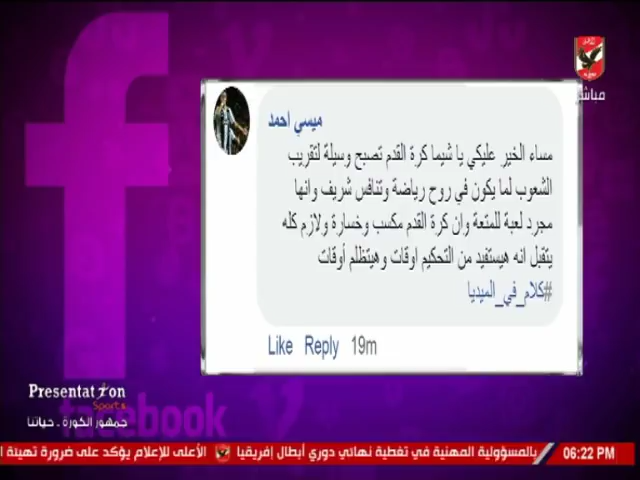 مباشر
ميسي احمد
مساء الخير عليكي يا شيما كرة القدم تصبح وسيلة لتقريب
الشعوب لما يكون في روح رياضة وتنافس شريف وانها
مجرد لعبة للمتعة وان كرة القدم مكسب وخسارة ولازم كله
يتقبل انه هيستفيد من التحكيم اوقات وهيتظلم أوقات
#كلام_في_الميديا
Like Reply 19m
Presentation
Sports
جمهور الكورة ـ حياتنا
facebook
بالمسؤولية المهنية في تغطية نهائي دوري أبطال إفريقيا الأعلى للإعلام يؤكد على ضرورة تهيئة
06:22 PM